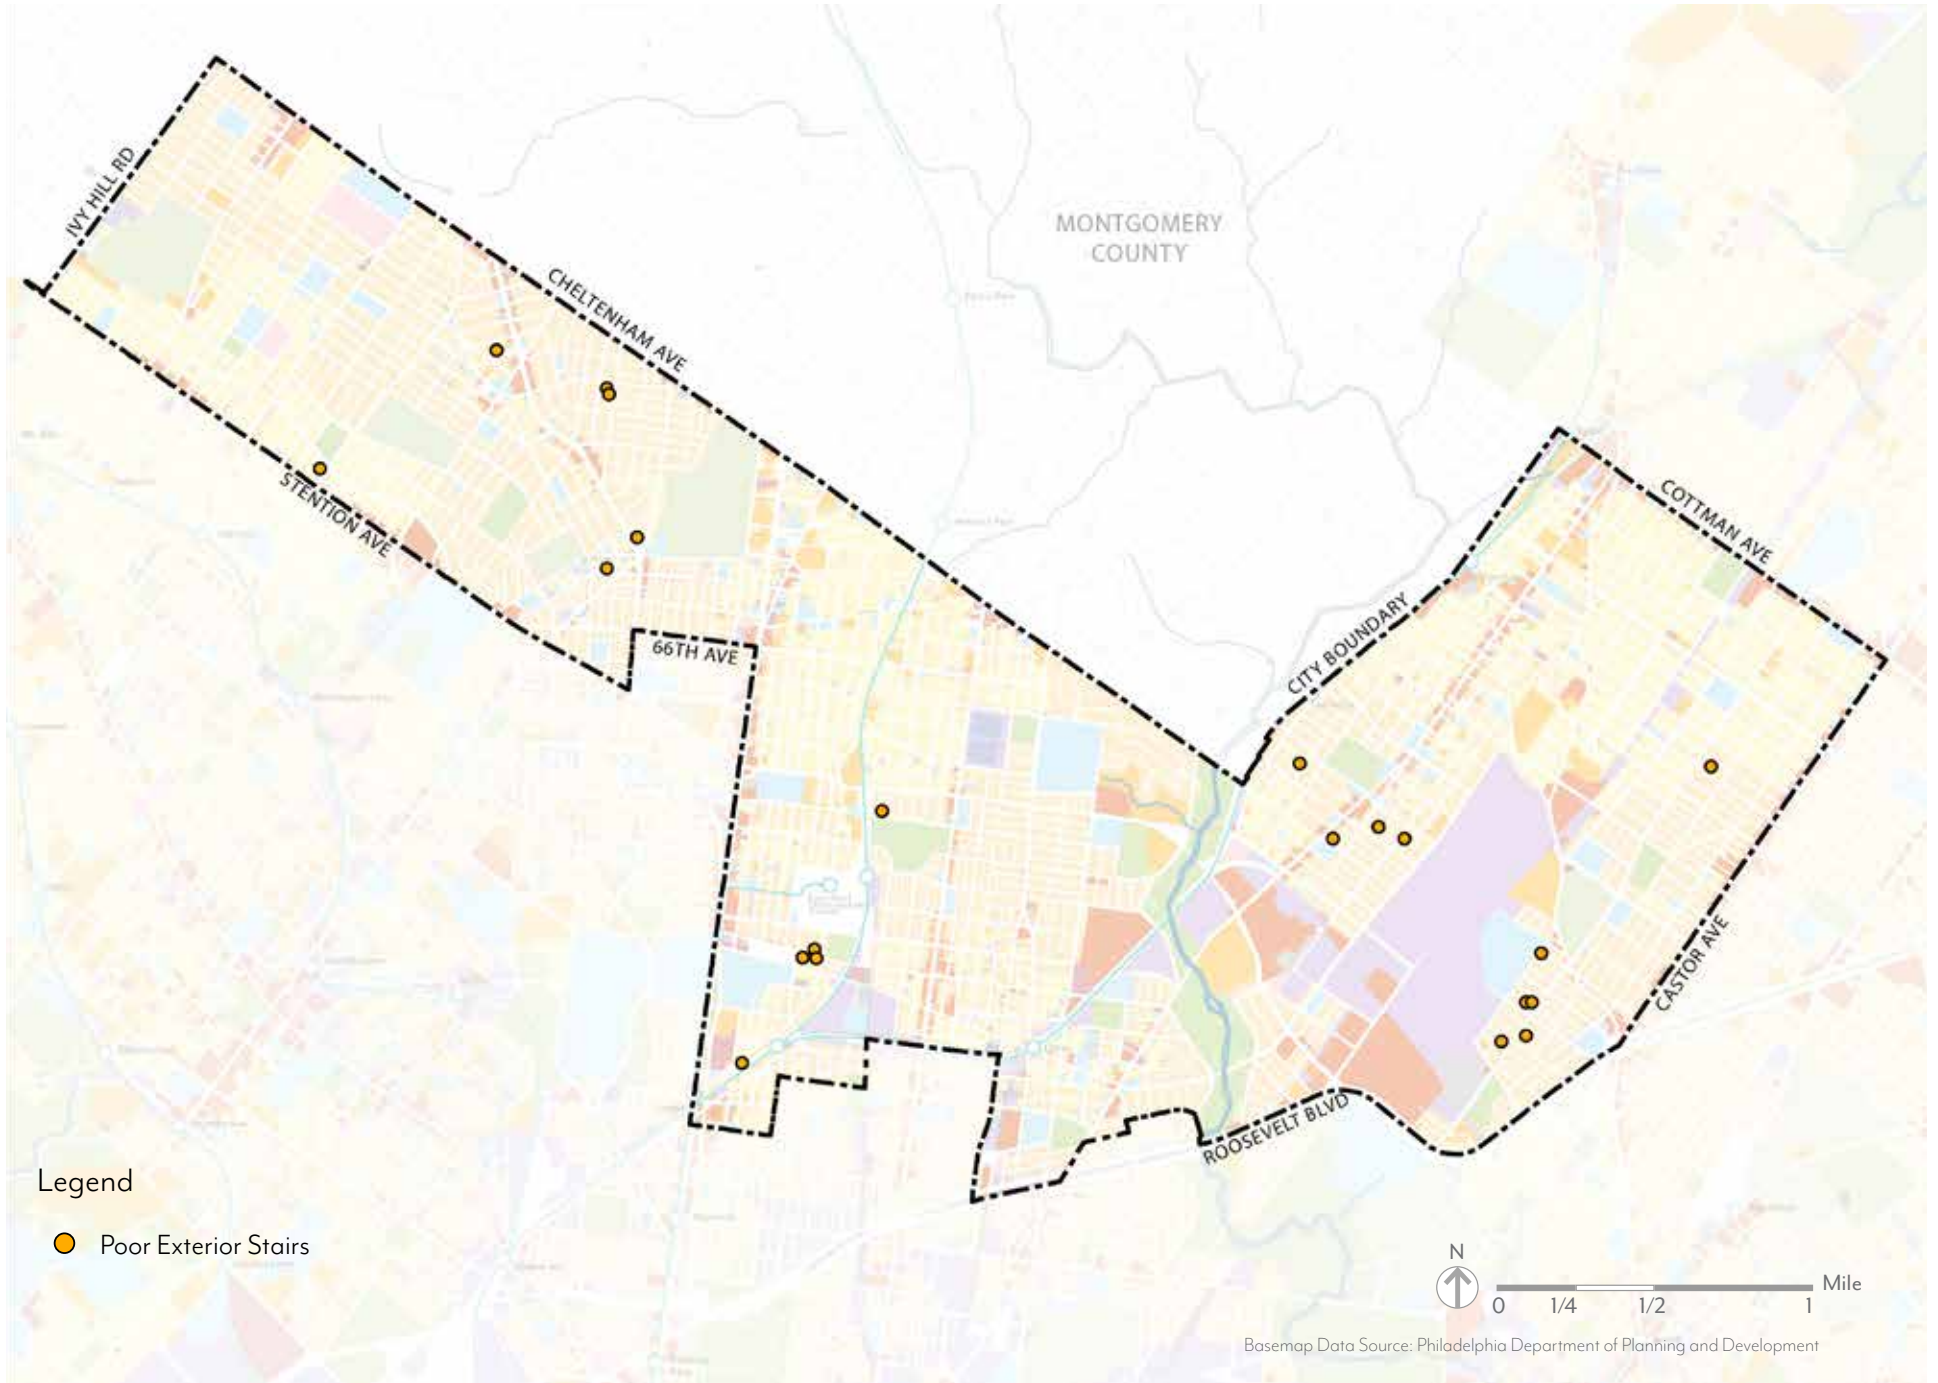 IVY HILL RD
MONTGOMERY
COUNTY
CHELTENHAM AVE
STENTION AVE
COTTMAN AVE
CITY BOUNDARY
66TH AVE
CASTOR AVE
ROOSEVELT BLVD
Legend
Poor Exterior Stairs
N
Mile
0 1/4 1/2 1
Basemap Data Source: Philadelphia Department of Planning and Development